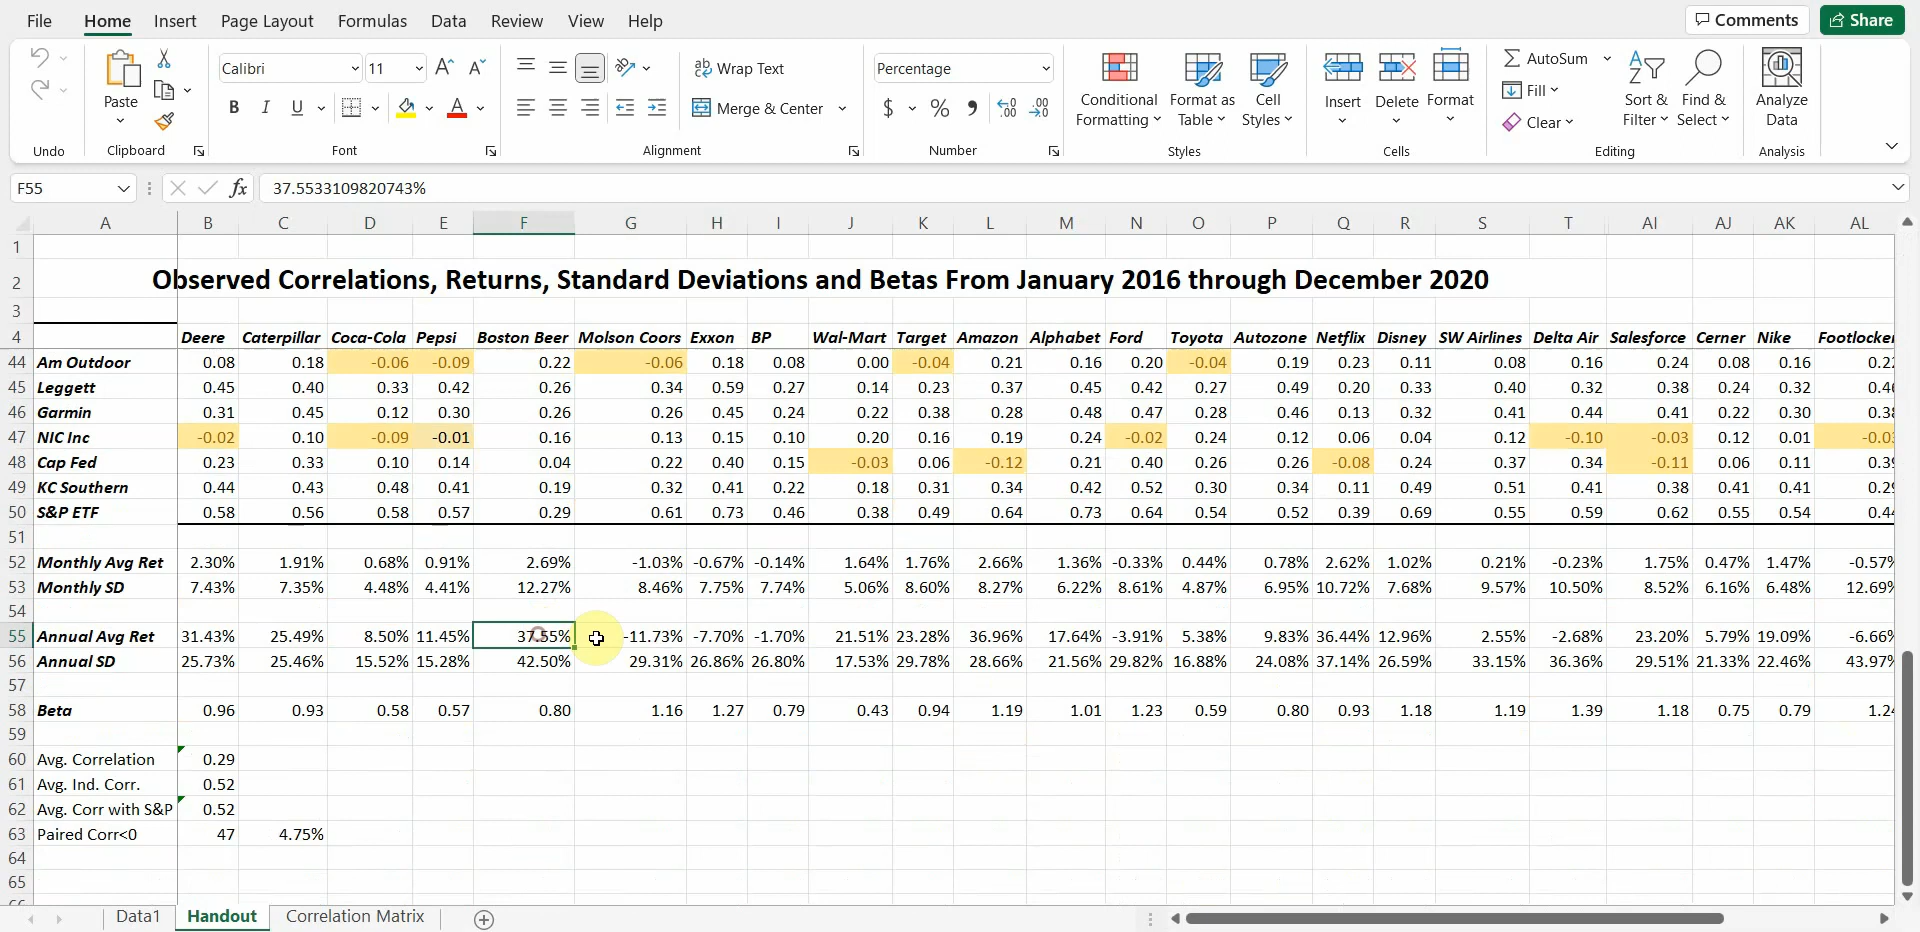 File Home Insert Page Layout Formulas Data Review View Help Comments Share
Paste Calibri 11 Wrap Text Percentage Conditional Formatting Format as Table Cell Styles Insert Delete Format AutoSum Fill Clear Sort & Filter Find & Select Analyze Data
B I U Merge & Center $ % 9 .00
Undo Clipboard Font Alignment Number Styles Cells Editing Analysis
F55 fx 37.5533109820743%
A B C D E F G H I J K L M N O P Q R S T AI AJ AK AL
1
2 Observed Correlations, Returns, Standard Deviations and Betas From January 2016 through December 2020
3
4 Deere Caterpillar Coca-Cola Pepsi Boston Beer Molson Coors Exxon BP Wal-Mart Target Amazon Alphabet Ford Toyota Autozone Netflix Disney SW Airlines Delta Air Salesforce Cerner Nike Footlocker
44 Am Outdoor 0.08 0.18 -0.06 -0.09 0.22 -0.06 0.18 0.08 0.00 -0.04 0.21 0.16 0.20 -0.04 0.19 0.23 0.11 0.08 0.16 0.24 0.08 0.16
45 Leggett 0.45 0.40 0.33 0.42 0.26 0.34 0.59 0.27 0.14 0.23 0.37 0.45 0.42 0.27 0.49 0.20 0.33 0.40 0.32 0.38 0.24 0.32
46 Garmin 0.31 0.45 0.12 0.30 0.26 0.26 0.45 0.24 0.22 0.38 0.28 0.48 0.47 0.28 0.46 0.13 0.32 0.41 0.44 0.41 0.22 0.30
47 NIC Inc -0.02 0.10 -0.09 -0.01 0.16 0.13 0.15 0.10 0.20 0.16 0.19 0.24 -0.02 0.24 0.12 0.06 0.04 0.12 -0.10 -0.03 0.12 0.01
48 Cap Fed 0.23 0.33 0.10 0.14 0.04 0.22 0.40 0.15 -0.03 0.06 -0.12 0.21 0.40 0.26 0.26 -0.08 0.24 0.37 0.34 -0.11 0.06 0.11
49 KC Southern 0.44 0.43 0.48 0.41 0.19 0.32 0.41 0.22 0.18 0.31 0.34 0.42 0.52 0.30 0.34 0.11 0.49 0.51 0.41 0.38 0.41 0.41
50 S&P ETF 0.58 0.56 0.58 0.57 0.29 0.61 0.73 0.46 0.38 0.49 0.64 0.73 0.64 0.54 0.52 0.39 0.69 0.55 0.59 0.62 0.55 0.54
51
52 Monthly Avg Ret 2.30% 1.91% 0.68% 0.91% 2.69% -1.03% -0.67% -0.14% 1.64% 1.76% 2.66% 1.36% -0.33% 0.44% 0.78% 2.62% 1.02% 0.21% -0.23% 1.75% 0.47% 1.47% -0.57%
53 Monthly SD 7.43% 7.35% 4.48% 4.41% 12.27% 8.46% 7.75% 7.74% 5.06% 8.60% 8.27% 6.22% 8.61% 4.87% 6.95% 10.72% 7.68% 9.57% 10.50% 8.52% 6.16% 6.48% 12.69%
54
55 Annual Avg Ret 31.43% 25.49% 8.50% 11.45% 37.55% -11.73% -7.70% -1.70% 21.51% 23.28% 36.96% 17.64% -3.91% 5.38% 9.83% 36.44% 12.96% 2.55% -2.68% 23.20% 5.79% 19.09% -6.66%
56 Annual SD 25.73% 25.46% 15.52% 15.28% 42.50% 29.31% 26.86% 26.80% 17.53% 29.78% 28.66% 21.56% 29.82% 16.88% 24.08% 37.14% 26.59% 33.15% 36.36% 29.51% 21.33% 22.46% 43.97%
57
58 Beta 0.96 0.93 0.58 0.57 0.80 1.16 1.27 0.79 0.43 0.94 1.19 1.01 1.23 0.59 0.80 0.93 1.18 1.19 1.39 1.18 0.75 0.79
59
60 Avg. Correlation 0.29
61 Avg. Ind. Corr. 0.52
62 Avg. Corr with S&P 0.52
63 Paired Corr<0 47 4.75%
64
65
Data1 Handout Correlation Matrix